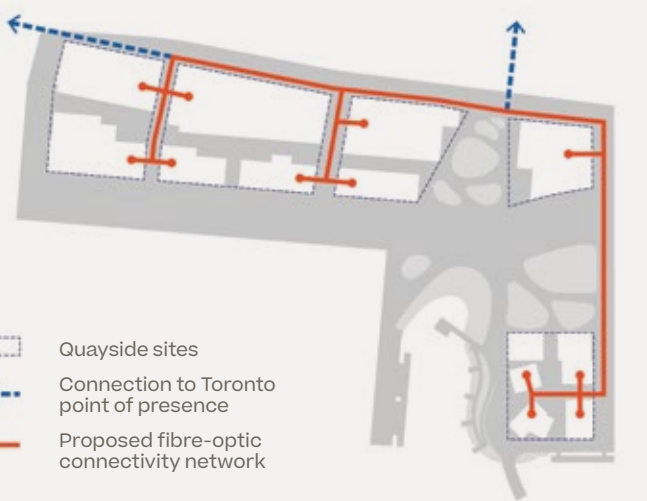 Quayside sites
Connection to Toronto
point of presence
Proposed fibre-optic
connectivity network